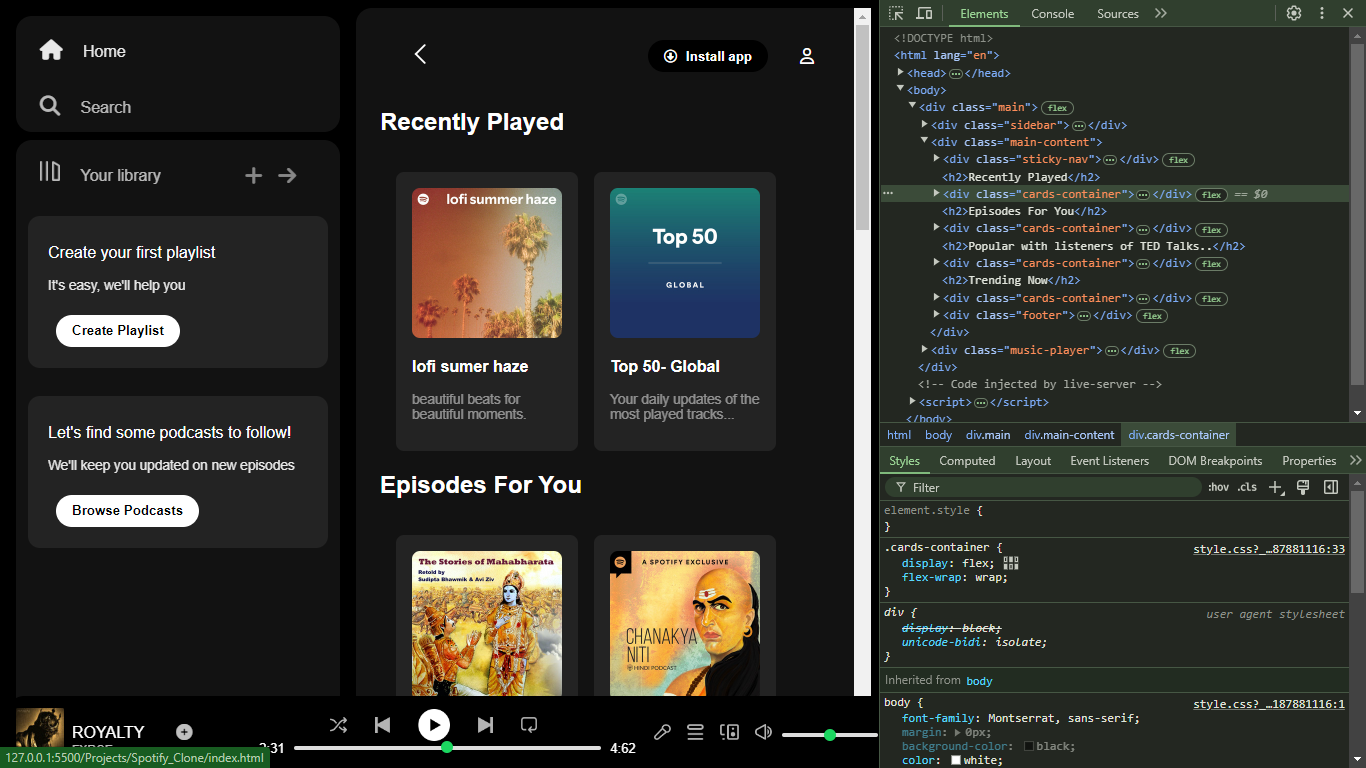 Home
Search
Your library
Create your first playlist
It's easy, we'll help you
Create Playlist
Let's find some podcasts to follow!
We'll keep you updated on new episodes
Browse Podcasts
Install app
Recently Played
lofi summer haze
Top 50
GLOBAL
lofi sumer haze
Top 50- Global
beautiful beats for
beautiful moments.
Your daily updates of the
most played tracks...
Episodes For You
The Stories of Mahabharata
Retold by
Sudipta Bhawmik & Avi Ziv
A SPOTIFY EXCLUSIVE
CHANAKYA
NITI
HINDI PODCAST
ROYALTY
2:31
4:62
127.0.0.1:5500/Projects/Spotify_Clone/index.html
Elements Console Sources
<!DOCTYPE html>
<html lang="en">
<head> </head>
<body>
<div class="main"> flex
<div class="sidebar"> </div>
<div class="main-content">
<div class="sticky-nav"> </div> flex
<h2>Recently Played</h2>
<div class="cards-container"> </div> flex == $0
<h2>Episodes For You</h2>
<div class="cards-container"> </div> flex
<h2>Popular with listeners of TED Talks..</h2>
<div class="cards-container"> </div> flex
<h2>Trending Now</h2>
<div class="cards-container"> </div> flex
<div class="footer"> </div> flex
</div>
<div class="music-player"> </div> flex
</div>
<!-- Code injected by live-server -->
<script> </script>
</body>
html body div.main div.main-content div.cards-container
Styles Computed Layout Event Listeners DOM Breakpoints Properties
Filter :hov .cls
element.style {
}
.cards-container { style.css?_…87881116:33
display: flex;
flex-wrap: wrap;
}
div { user agent stylesheet
display: block;
unicode-bidi: isolate;
}
Inherited from body
body { style.css?_…187881116:1
font-family: Montserrat, sans-serif;
margin: 0px;
background-color: black;
color: white;